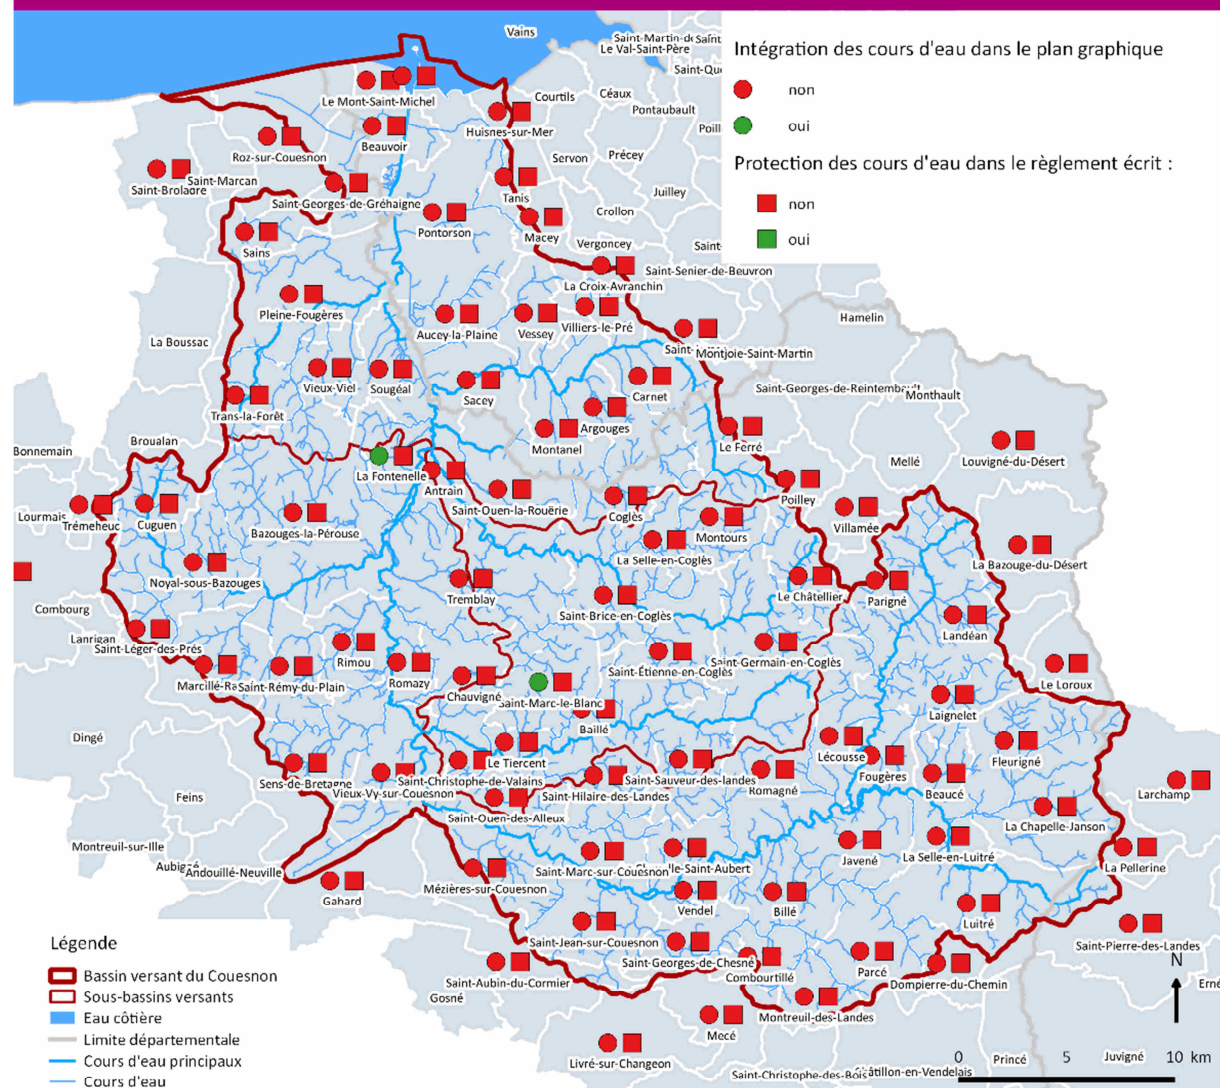 Vains
Saint-Martin-de
Saint
Le Val-Saint-Père
Saint-Qu
Intégration des cours d'eau dans le plan graphique
non
oui
Protection des cours d'eau dans le règlement écrit :
non
oui
Le Mont-Saint-Michel
Courtils
Céaux
Pontaubault
Poill
Huisnes-sur-Mer
Beauvoir
Roz-sur-Couesnon
Servon
Précey
Saint-Marcan
Saint-Broladre
Saint-Georges-de-Gréhaigne
Tanis
Juilley
Crollon
Pontorson
Macey
Vergoncey
Saint-
Sains
Saint-Senier-de-Beuvron
La Croix-Avranchin
Pleine-Fougères
Hamelin
Aucey-la-Plaine
Vessey
Villiers-le-Pré
La Boussac
Saint-
Montjoie-Saint-Martin
Vieux-Viel
Sougéal
Sacey
Carnet
Saint-Georges-de-Reintembault
Monthault
Trans-la-Forêt
Argouges
Montanel
Le Ferré
Broualan
Bonnemain
Mellé
Louvigné-du-Désert
La Fontenelle
Antrain
Poilley
Saint-Ouen-la-Rouërie
Lourmais
Trémeheuc
Cuguen
Coglès
Villamée
Bazouges-la-Pérouse
Montours
La Selle-en-Coglès
La Bazouge-du-Désert
Noyal-sous-Bazouges
Tremblay
Le Châtellier
Parigné
Combourg
Saint-Brice-en-Coglès
Landéan
Lanrigan
Saint-Léger-des-Prés
Rimou
Saint-Germain-en-Coglès
Saint-Étienne-en-Coglès
Marcillé-Ra
Saint-Rémy-du-Plain
Romazy
Le Loroux
Chauvigné
Saint-Marc-le-Blanc
Laignelet
Baillé
Dingé
Le Tiercent
Lécousse
Fleurigné
Sens-de-Bretagne
Saint-Christophe-de-Valains
Saint-Sauveur-des-landes
Fougères
Vieux-Vy-sur-Couesnon
Saint-Hilaire-des-Landes
Romagné
Beaucé
Larchamp
Feins
Saint-Ouen-des-Alleux
La Chapelle-Janson
Montreuil-sur-Ille
Javené
La Selle-en-Luitré
Aubigné
Andouillé-Neuville
Saint-Marc-sur-Couesnon
lle-Saint-Aubert
La Pellerine
Mézières-sur-Couesnon
Gahard
Vendel
Billé
Luitré
Légende
Saint-Jean-sur-Couesnon
Saint-Pierre-des-Landes
Saint-Georges-de-Chesné
N
Bassin versant du Couesnon
Combourtillé
Parcé
Saint-Aubin-du-Cormier
Dompierre-du-Chemin
Erné
Sous-bassins versants
Gosné
Eau côtière
Montreuil-des-Landes
Limite départementale
Mecé
Cours d'eau principaux
Livré-sur-Changeon
0 5 10 km
Princé
Juvigné
Saint-Christophe-des-Bois
Châtillon-en-Vendelais
Cours d'eau